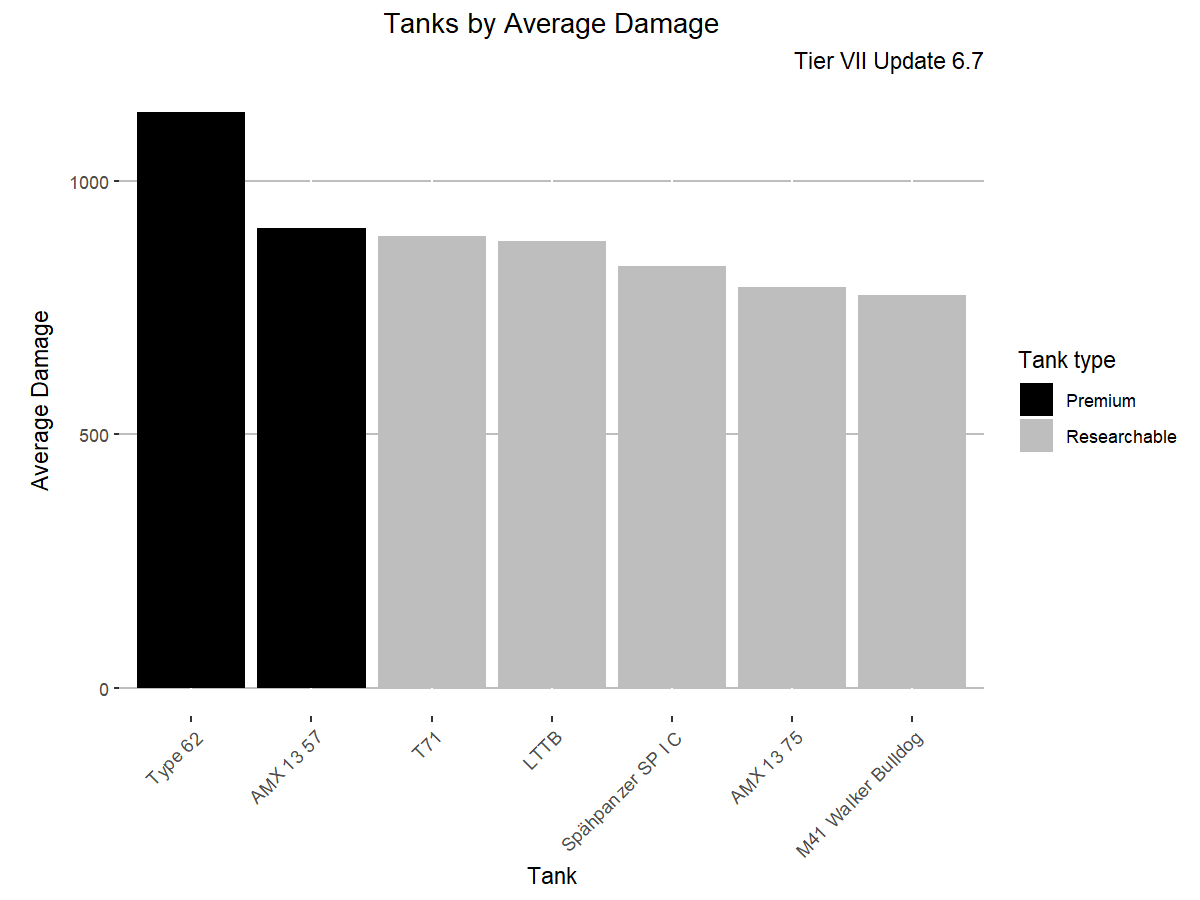 Tanks by Average Damage
Tier VII Update 6.7
Average Damage
1000
500
0
Type 62
AMX 13 57
T71
LTTB
Spähpanzer SP I C
AMX 13 75
M41 Walker Bulldog
Tank
Tank type
Premium
Researchable